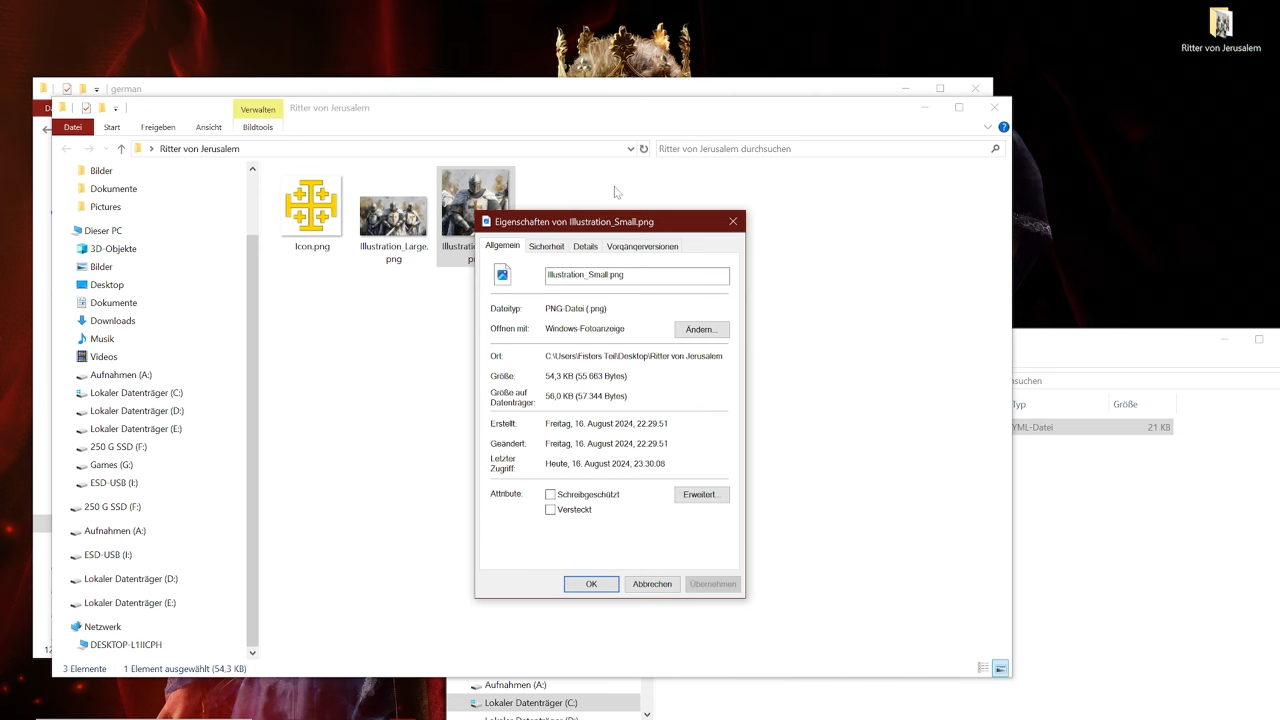 Ritter von Jerusalem
german
Verwalten
Ritter von Jerusalem
Datei
Start
Freigeben
Ansicht
Bildtools
Ritter von Jerusalem
Ritter von Jerusalem durchsuchen
Bilder
Dokumente
Pictures
Dieser PC
3D-Objekte
Bilder
Desktop
Dokumente
Downloads
Musik
Videos
Aufnahmen (A:)
Lokaler Datenträger (C:)
Lokaler Datenträger (D:)
Lokaler Datenträger (E:)
250 G SSD (F:)
Games (G:)
ESD-USB (I:)
250 G SSD (F:)
Aufnahmen (A:)
ESD-USB (I:)
Lokaler Datenträger (D:)
Lokaler Datenträger (E:)
Netzwerk
DESKTOP-L1IICPH
3 Elemente
1 Element ausgewählt (54,3 KB)
Icon.png
Illustration_Large.
png
Eigenschaften von Illustration_Small.png
Allgemein
Sicherheit
Details
Vorgängerversionen
Illustration_Small.png
Dateityp:
PNG-Datei (.png)
Öffnen mit:
Windows-Fotoanzeige
Ändern...
Ort:
C:\Users\Fisters Teil\Desktop\Ritter von Jerusalem
Größe:
54,3 KB (55.663 Bytes)
Größe auf
Datenträger:
56,0 KB (57.344 Bytes)
Erstellt:
Freitag, 16. August 2024, 22:29:51
Geändert:
Freitag, 16. August 2024, 22:29:51
Letzter
Zugriff:
Heute, 16. August 2024, 23:30:08
Attribute:
Schreibgeschützt
Erweitert...
Versteckt
OK
Abbrechen
Übernehmen
Typ
Größe
YML-Datei
21 KB
Aufnahmen (A:)
Lokaler Datenträger (C:)